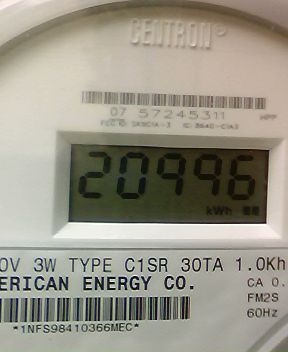 CENTRON®
07 57245311
HPP
20996
kWh
0V 3W TYPE C1SR 30TA 1.0Kh
ERICAN ENERGY CO.
CA 0.
FM2S
*1NFS98410366MEC*
60Hz